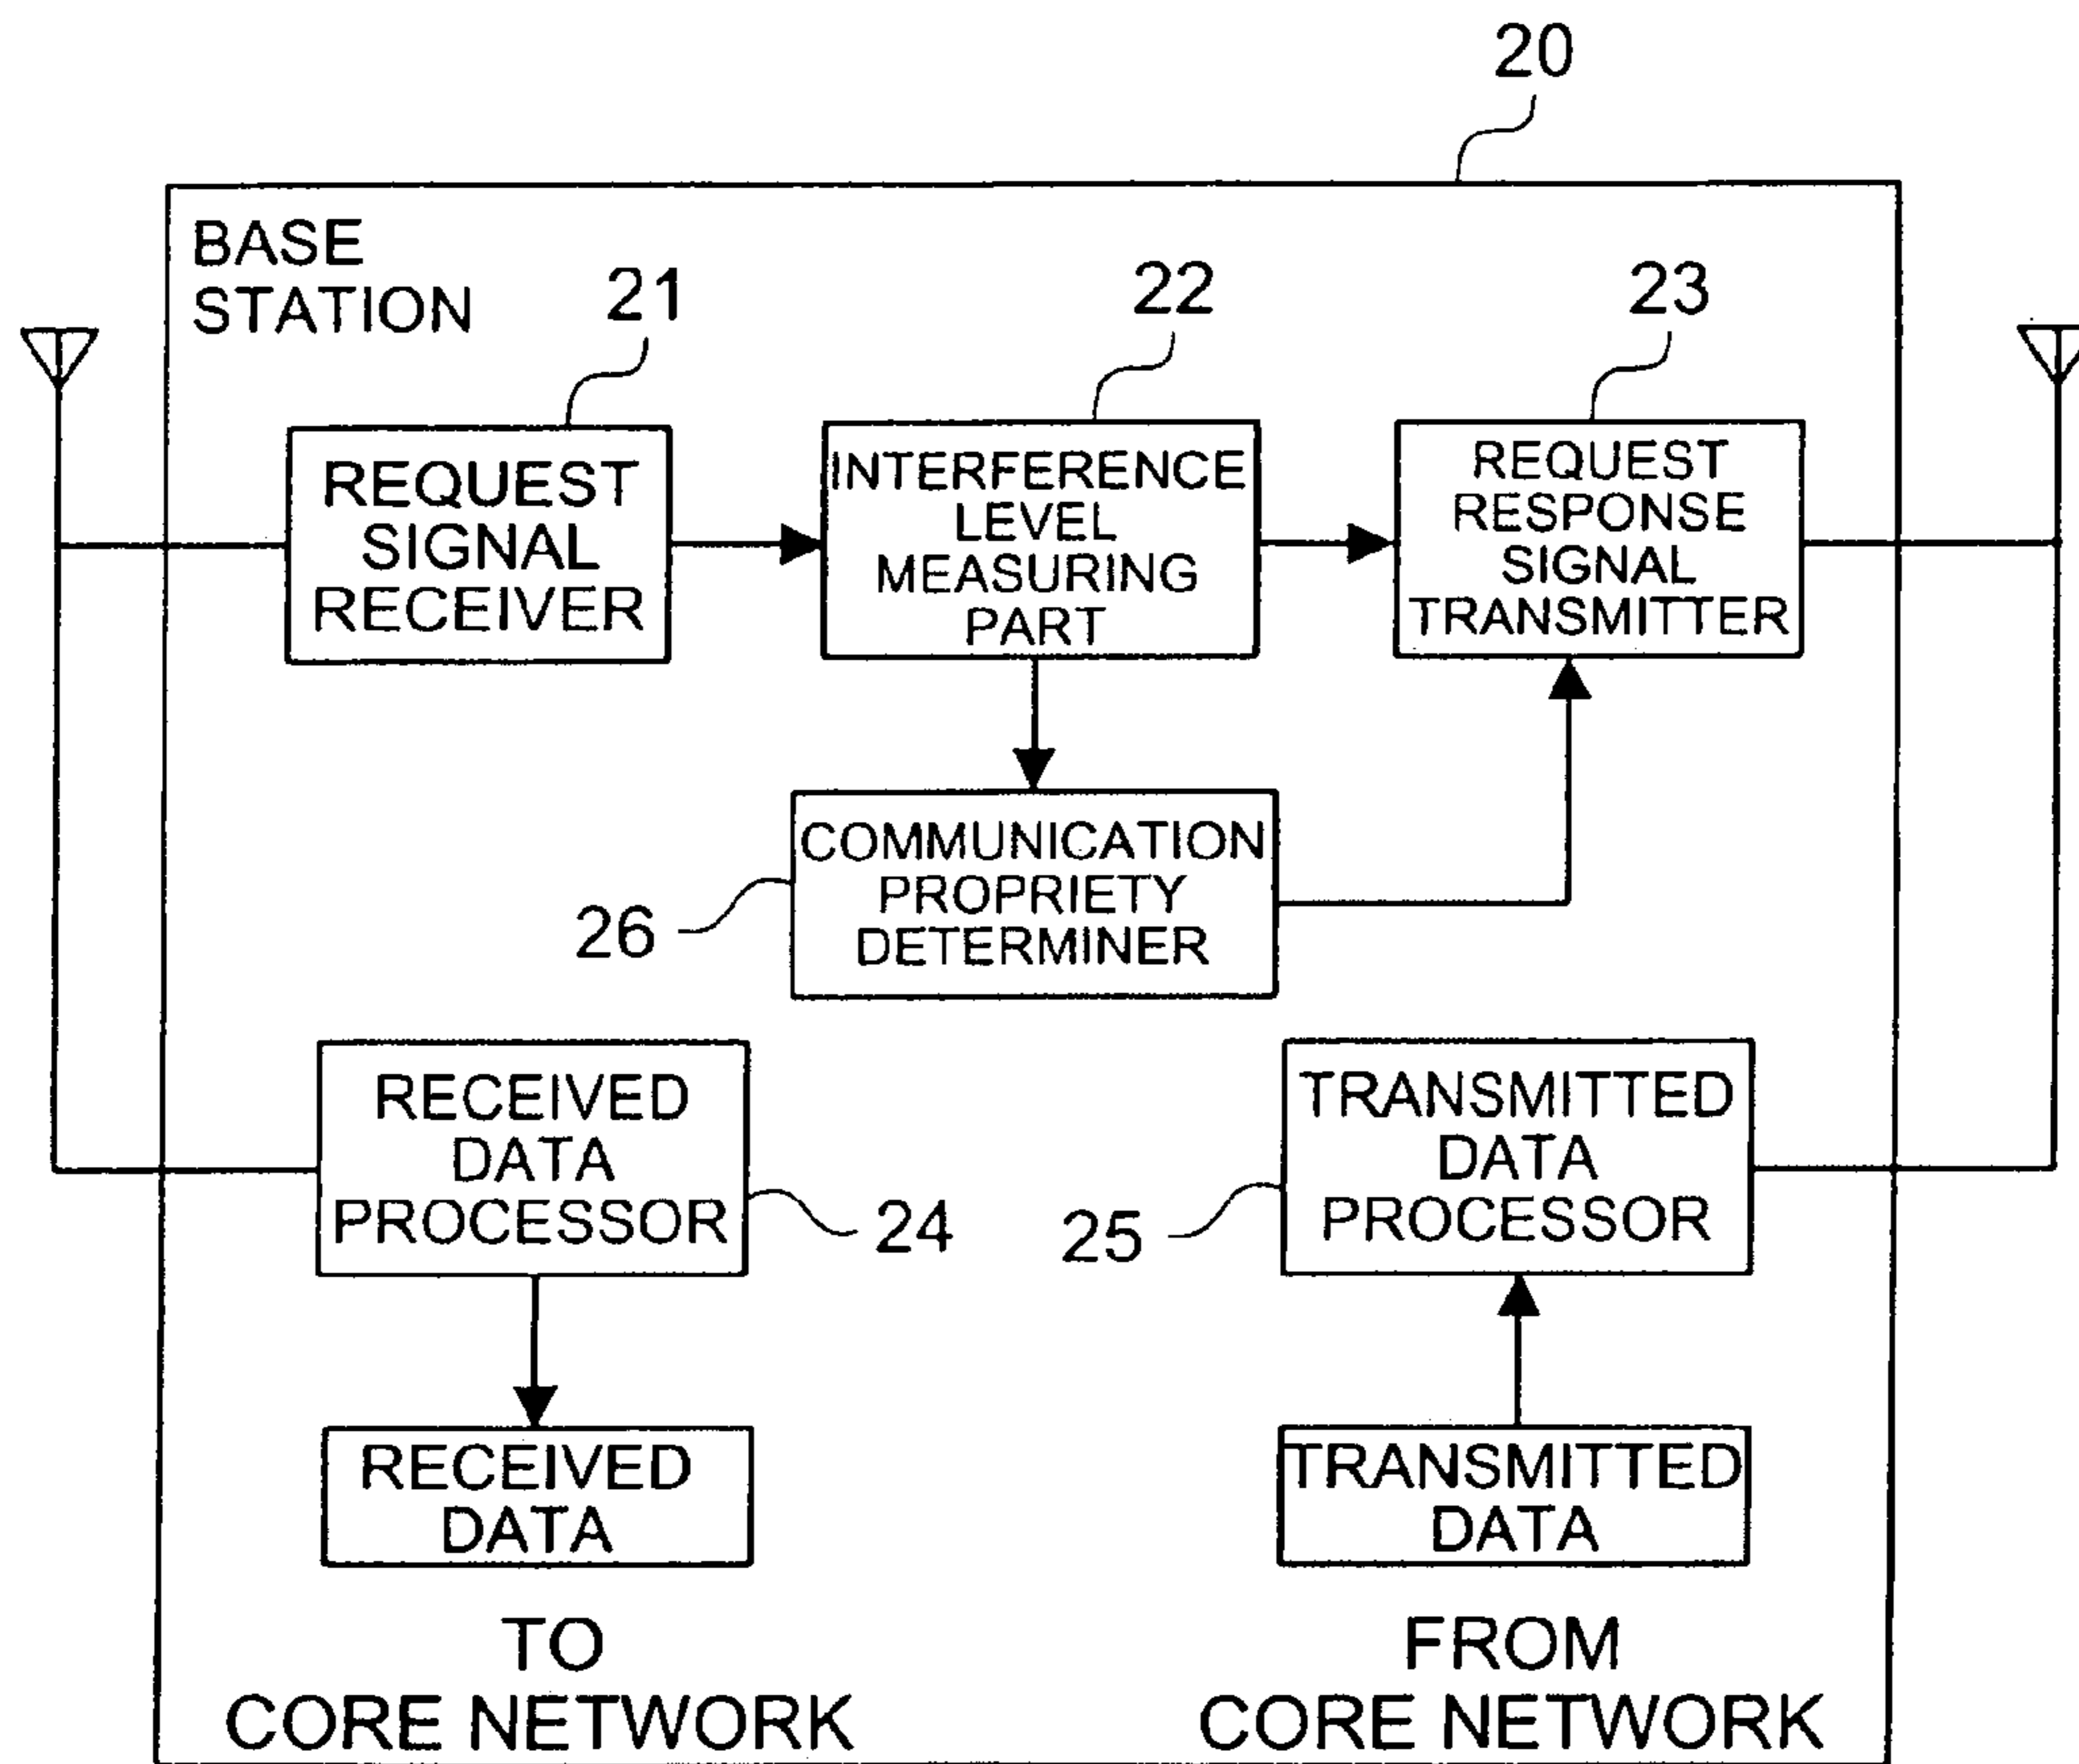 20
BASE
STATION
21
22
23
REQUEST
SIGNAL
RECEIVER
INTERFERENCE
LEVEL
MEASURING
PART
REQUEST
RESPONSE
SIGNAL
TRANSMITTER
COMMUNICATION
PROPRIETY
DETERMINER
26
RECEIVED
DATA
PROCESSOR
24
25
TRANSMITTED
DATA
PROCESSOR
RECEIVED
DATA
TRANSMITTED
DATA
TO
CORE NETWORK
FROM
CORE NETWORK